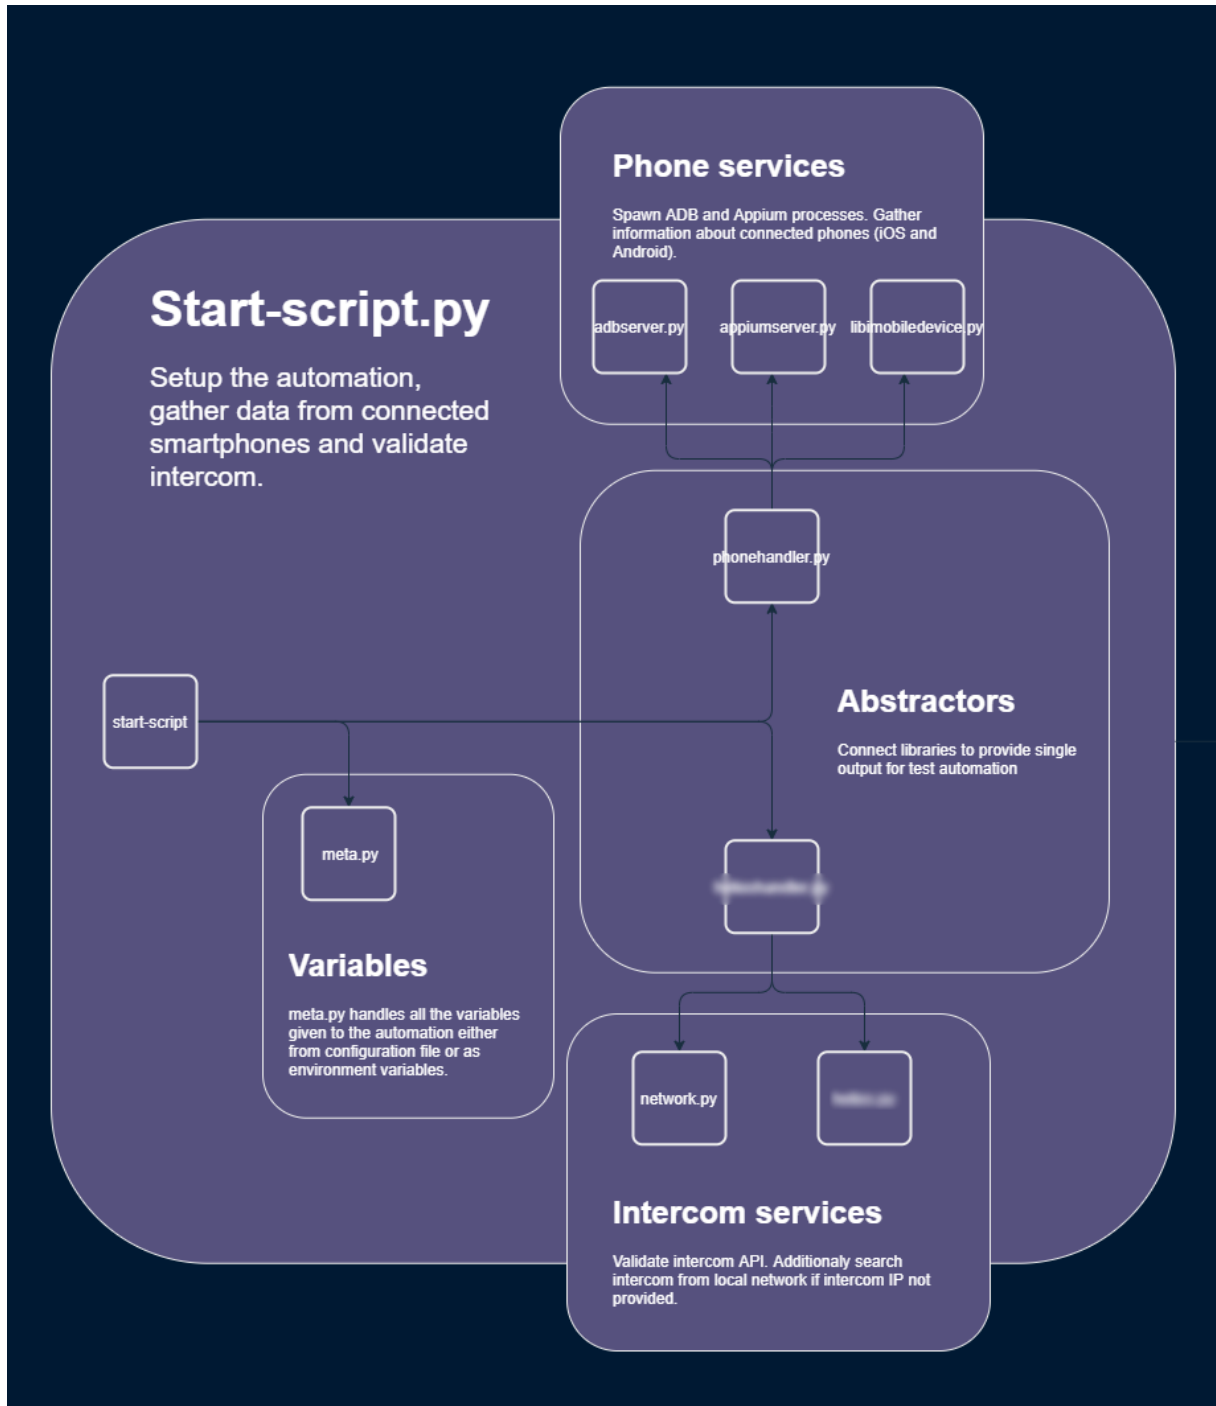 Phone services
Spawn ADB and Appium processes. Gather
information about connected phones (iOS and
Android).
adbserver.py
appiumserver.py
libimobiledevice.py
Start-script.py
Setup the automation,
gather data from connected
smartphones and validate
intercom.
phonehandler.py
start-script
Abstractors
Connect libraries to provide single
output for test automation
meta.py
Variables
meta.py handles all the variables
given to the automation either
from configuration file or as
environment variables.
network.py
Intercom services
Validate intercom API. Additionaly search
intercom from local network if intercom IP not
provided.